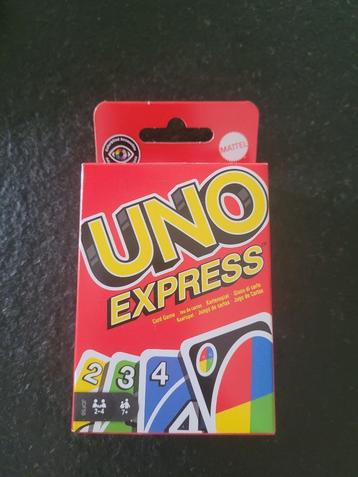 MATTEL
UNO
EXPRESS™
Card Game Jeu de cartes Kartenspiel Gioco di carte
Kaartspel Juego de cartas Jogo de Cartas
2 3 4
2-4 7+